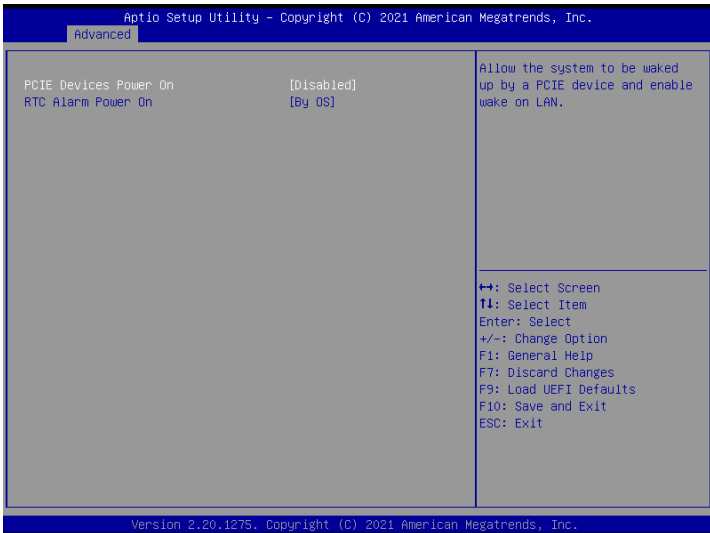 Aptio Setup Utility – Copyright (C) 2021 American Megatrends, Inc.
Advanced
PCIE Devices Power On [Disabled]
RTC Alarm Power On [By OS]
Allow the system to be waked
up by a PCIE device and enable
wake on LAN.
↔: Select Screen
↑↓: Select Item
Enter: Select
+/-: Change Option
F1: General Help
F7: Discard Changes
F9: Load UEFI Defaults
F10: Save and Exit
ESC: Exit
Version 2.20.1275. Copyright (C) 2021 American Megatrends, Inc.